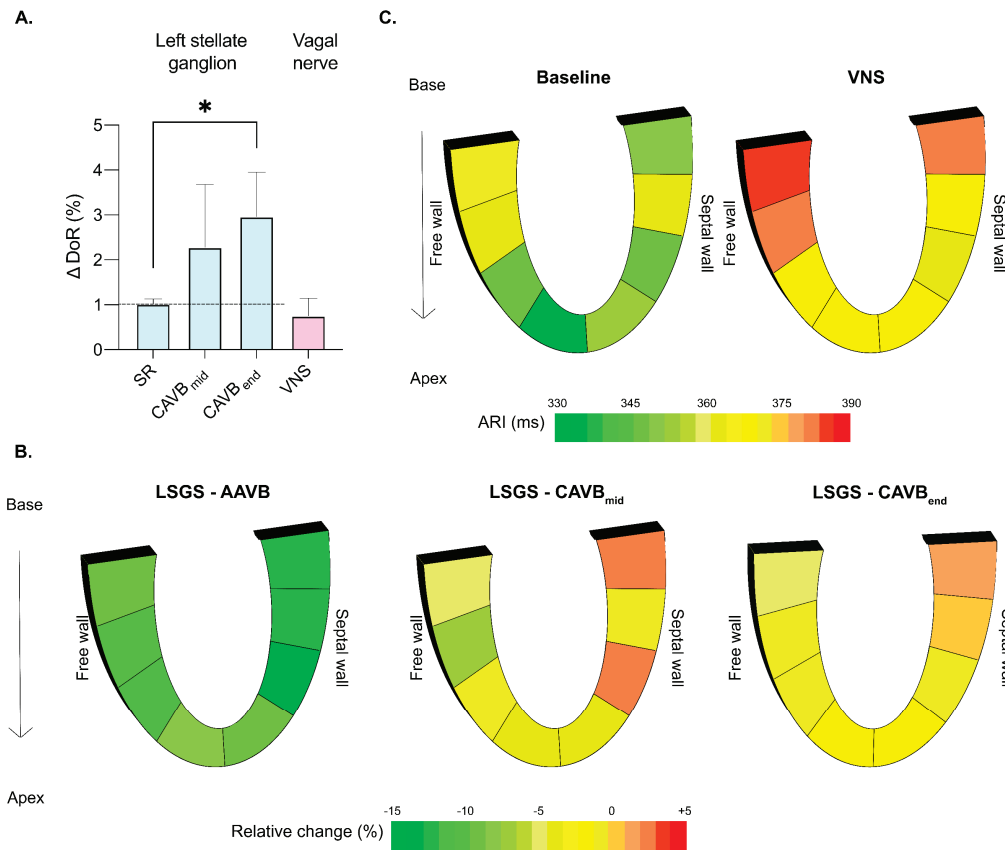 A.
Left stellate
ganglion
Vagal
nerve
*
Δ DoR (%)
5
4
3
2
1
0
SR
CAVB mid
CAVB end
VNS
C.
Baseline
VNS
Base
Free wall
Septal wall
Free wall
Septal wall
Apex
330 345 360 375 390
ARI (ms)
B.
LSGS - AAVB
LSGS - CAVBmid
LSGS - CAVBend
Base
Free wall
Septal wall
Free wall
Septal wall
Free wall
Septal wall
Apex
-15 -10 -5 0 +5
Relative change (%)